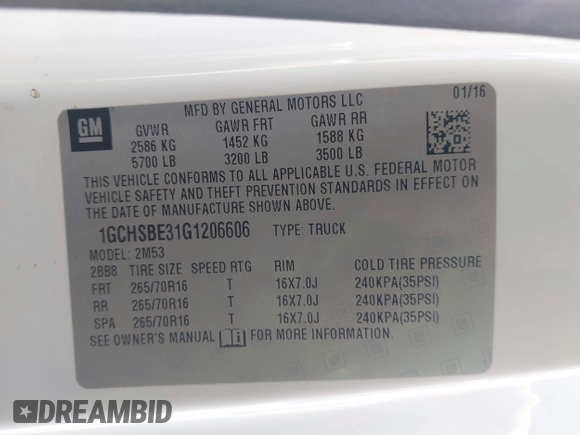 GM
MFD BY GENERAL MOTORS LLC
01/16
GVWR GAWR FRT GAWR RR
2586 KG 1452 KG 1588 KG
5700 LB 3200 LB 3500 LB
THIS VEHICLE CONFORMS TO ALL APPLICABLE U.S. FEDERAL MOTOR
VEHICLE SAFETY AND THEFT PREVENTION STANDARDS IN EFFECT ON
THE DATE OF MANUFACTURE SHOWN ABOVE.
1GCHSBE31G1206606 TYPE: TRUCK
MODEL: 2M53
2BB8 TIRE SIZE SPEED RTG RIM COLD TIRE PRESSURE
FRT 265/70R16 T 16X7.0J 240KPA(35PSI)
RR 265/70R16 T 16X7.0J 240KPA(35PSI)
SPA 265/70R16 T 16X7.0J 240KPA(35PSI)
SEE OWNER'S MANUAL FOR ADDITIONAL INFORMATION.
DREAMBID